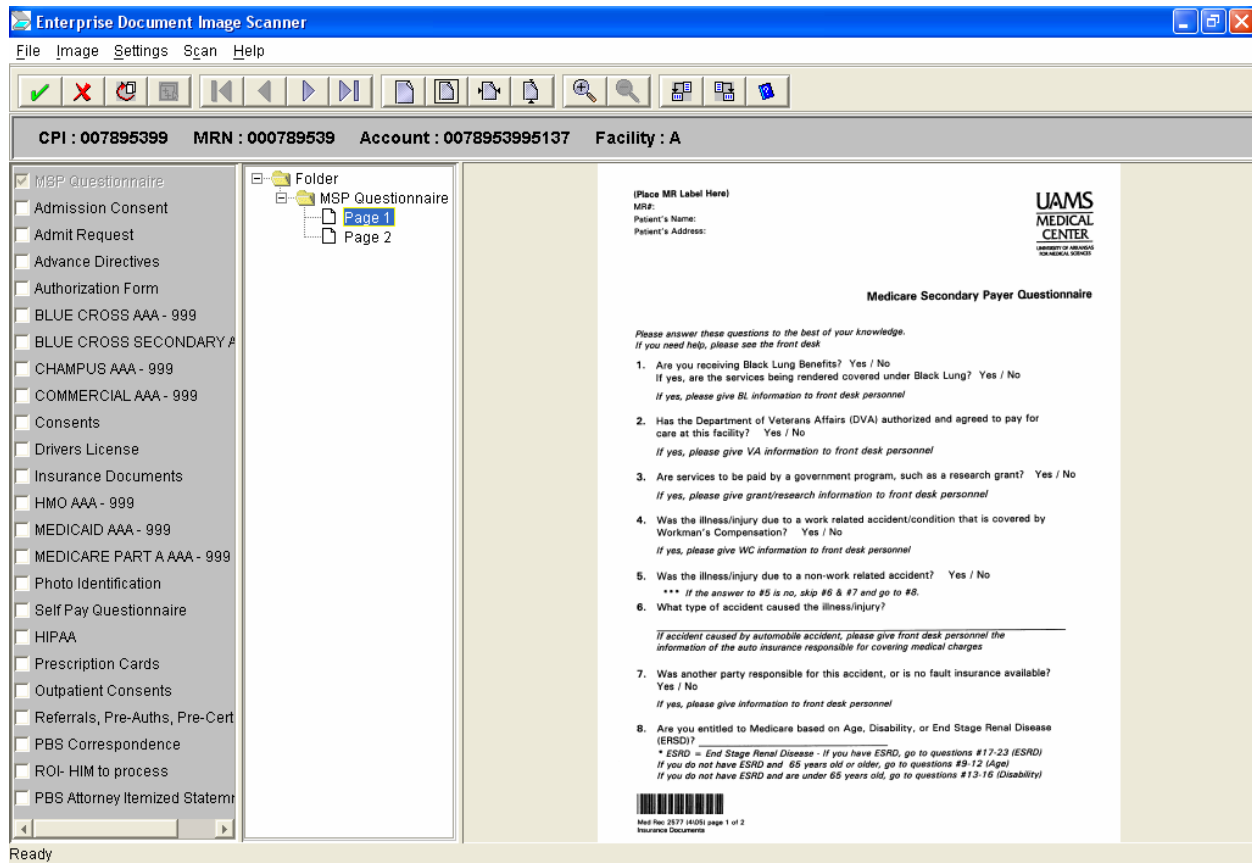 Enterprise Document Image Scanner
File Image Settings Scan Help
CPI : 007895399 MRN : 000789539 Account : 0078953995137 Facility : A
MSP Questionnaire
Admission Consent
Admit Request
Advance Directives
Authorization Form
BLUE CROSS AAA - 999
BLUE CROSS SECONDARY A
CHAMPUS AAA - 999
COMMERCIAL AAA - 999
Consents
Drivers License
Insurance Documents
HMO AAA - 999
MEDICAID AAA - 999
MEDICARE PART A AAA - 999
Photo Identification
Self Pay Questionnaire
HIPAA
Prescription Cards
Outpatient Consents
Referrals, Pre-Auths, Pre-Cert
PBS Correspondence
ROI- HIM to process
PBS Attorney Itemized Statemr
Folder
MSP Questionnaire
Page 1
Page 2
(Place MR Label Here)
MR#:
Patient's Name:
Patient's Address:
UAMS
MEDICAL
CENTER
UNIVERSITY OF ARKANSAS
FOR MEDICAL SCIENCES
Medicare Secondary Payer Questionnaire
Please answer these questions to the best of your knowledge.
If you need help, please see the front desk
1. Are you receiving Black Lung Benefits? Yes / No
If yes, are the services being rendered covered under Black Lung? Yes / No
If yes, please give BL information to front desk personnel
2. Has the Department of Veterans Affairs (DVA) authorized and agreed to pay for
care at this facility? Yes / No
If yes, please give VA information to front desk personnel
3. Are services to be paid by a government program, such as a research grant? Yes / No
If yes, please give grant/research information to front desk personnel
4. Was the illness/injury due to a work related accident/condition that is covered by
Workman's Compensation? Yes / No
If yes, please give WC information to front desk personnel
5. Was the illness/injury due to a non-work related accident? Yes / No
*** If the answer to #5 is no, skip #6 & #7 and go to #8.
6. What type of accident caused the illness/injury?
If accident caused by automobile accident, please give front desk personnel the
information of the auto insurance responsible for covering medical charges
7. Was another party responsible for this accident, or is no fault insurance available?
Yes / No
If yes, please give information to front desk personnel
8. Are you entitled to Medicare based on Age, Disability, or End Stage Renal Disease
(ERSD)?
* ESRD = End Stage Renal Disease - If you have ESRD, go to questions #17-23 (ESRD)
If you do not have ESRD and 65 years old or older, go to questions #9-12 (Age)
If you do not have ESRD and are under 65 years old, go to questions #13-16 (Disability)
Med Rec 2577 (4\05) page 1 of 2
Insurance Documents
Ready